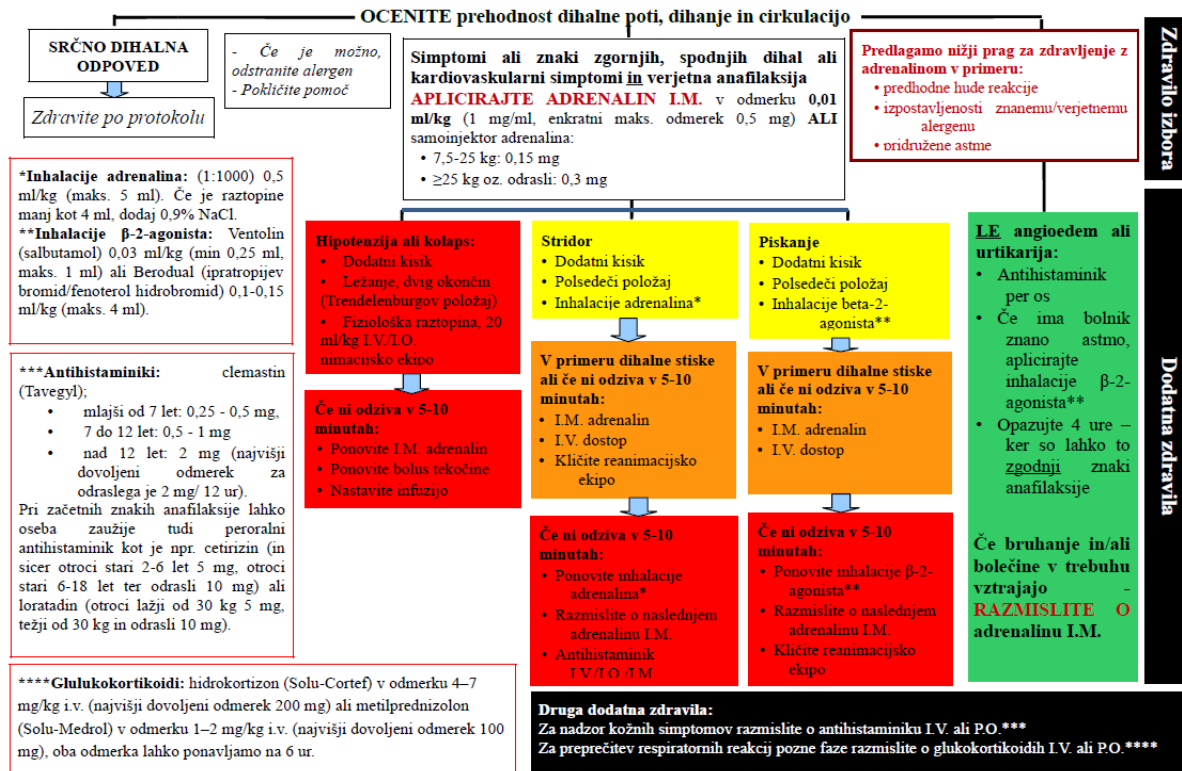 OCENITE prehodnost dihalne poti, dihanje in cirkulacijo
SRČNO DIHALNA
ODPOVED
Zdravite po protokolu
- Če je možno,
odstranite alergen
- Pokličite pomoč
Simptomi ali znaki zgornjih, spodnjih dihal ali
kardiovaskularni simptomi in verjetna anafilaksija
APLICIRAJTE ADRENALIN I.M. v odmerku 0,01
ml/kg (1 mg/ml, enkratni maks. odmerek 0,5 mg) ALI
samoinjektor adrenalina:
• 7,5-25 kg: 0,15 mg
• ≥25 kg oz. odrasli: 0,3 mg
Predlagamo nižji prag za zdravljenje z
adrenalinom v primeru:
• predhodne hude reakcije
• izpostavljenosti znanemu/verjetnemu
alergenu
• pridružene astme
Zdravilo izbora
*Inhalacije adrenalina: (1:1000) 0,5
ml/kg (maks. 5 ml). Če je raztopine
manj kot 4 ml, dodaj 0,9% NaCl.
**Inhalacije β-2-agonista: Ventolin
(salbutamol) 0,03 ml/kg (min 0,25 ml,
maks. 1 ml) ali Berodual (ipratropijev
bromid/fenoterol hidrobromid) 0,1-0,15
ml/kg (maks. 4 ml).
***Antihistaminiki: clemastin
(Tavegyl);
• mlajši od 7 let: 0,25 - 0,5 mg,
• 7 do 12 let: 0,5 - 1 mg
• nad 12 let: 2 mg (najvišji
dovoljeni odmerek za
odraslega je 2 mg/ 12 ur).
Pri začetnih znakih anafilaksije lahko
oseba zaužije tudi peroralni
antihistaminik kot je npr. cetirizin (in
sicer otroci stari 2-6 let 5 mg, otroci
stari 6-18 let ter odrasli 10 mg) ali
loratadin (otroci lažji od 30 kg 5 mg,
težji od 30 kg in odrasli 10 mg).
****Glulukokortikoidi: hidrokortizon (Solu-Cortef) v odmerku 4–7
mg/kg i.v. (najvišji dovoljeni odmerek 200 mg) ali metilprednizolon
(Solu-Medrol) v odmerku 1–2 mg/kg i.v. (najvišji dovoljeni odmerek 100
mg), oba odmerka lahko ponavljamo na 6 ur.
Hipotenzija ali kolaps:
• Dodatni kisik
• Ležanje, dvig okončin
(Trendelenburgov položaj)
• Fiziološka raztopina, 20
ml/kg I.V./I.O.
nimacijsko ekipo
Če ni odziva v 5-10
minutah:
• Ponovite I.M. adrenalin
• Ponovite bolus tekočine
• Nastavite infuzijo
Stridor
• Dodatni kisik
• Polsedeči položaj
• Inhalacije adrenalina*
V primeru dihalne stiske
ali če ni odziva v 5-10
minutah:
• I.M. adrenalin
• I.V. dostop
• Kličite reanimacijsko
ekipo
Če ni odziva v 5-10
minutah:
• Ponovite inhalacije
adrenalina*
• Razmislite o naslednjem
adrenalinu I.M.
• Antihistaminik
I.V./I.O./I.M.
Piskanje
• Dodatni kisik
• Polsedeči položaj
• Inhalacije beta-2-
agonista**
V primeru dihalne stiske
ali če ni odziva v 5-10
minutah:
• I.M. adrenalin
• I.V. dostop
Če ni odziva v 5-10
minutah:
• Ponovite inhalacije β-2-
agonista**
• Razmislite o naslednjem
adrenalinu I.M.
• Kličite reanimacijsko
ekipo
LE angioedem ali
urtikarija:
• Antihistaminik
per os
• Če ima bolnik
znano astmo,
aplicirajte
inhalacije β-2-
agonista**
• Opazujte 4 ure –
ker so lahko to
zgodnji znaki
anafilaksije
Če bruhanje in/ali
bolečine v trebuhu
vztrajajo -
RAZMISLITE O
adrenalinu I.M.
Dodatna zdravila
Druga dodatna zdravila:
Za nadzor kožnih simptomov razmislite o antihistaminiku I.V. ali P.O.***
Za preprečitev respiratornih reakcij pozne faze razmislite o glukokortikoidih I.V. ali P.O.****